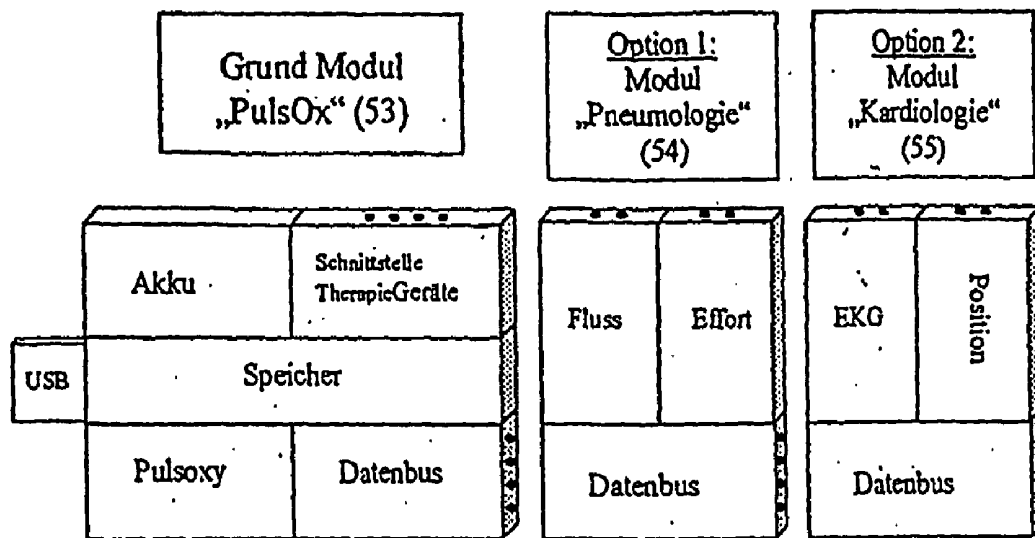 Grund Modul
„PulsOx“ (53)
Option 1:
Modul
„Pneumologie“
(54)
Option 2:
Modul
„Kardiologie“
(55)
Akku
Schnittstelle
TherapieGeräte
USB
Speicher
Pulsoxy
Datenbus
Fluss
Effort
Datenbus
EKG
Position
Datenbus